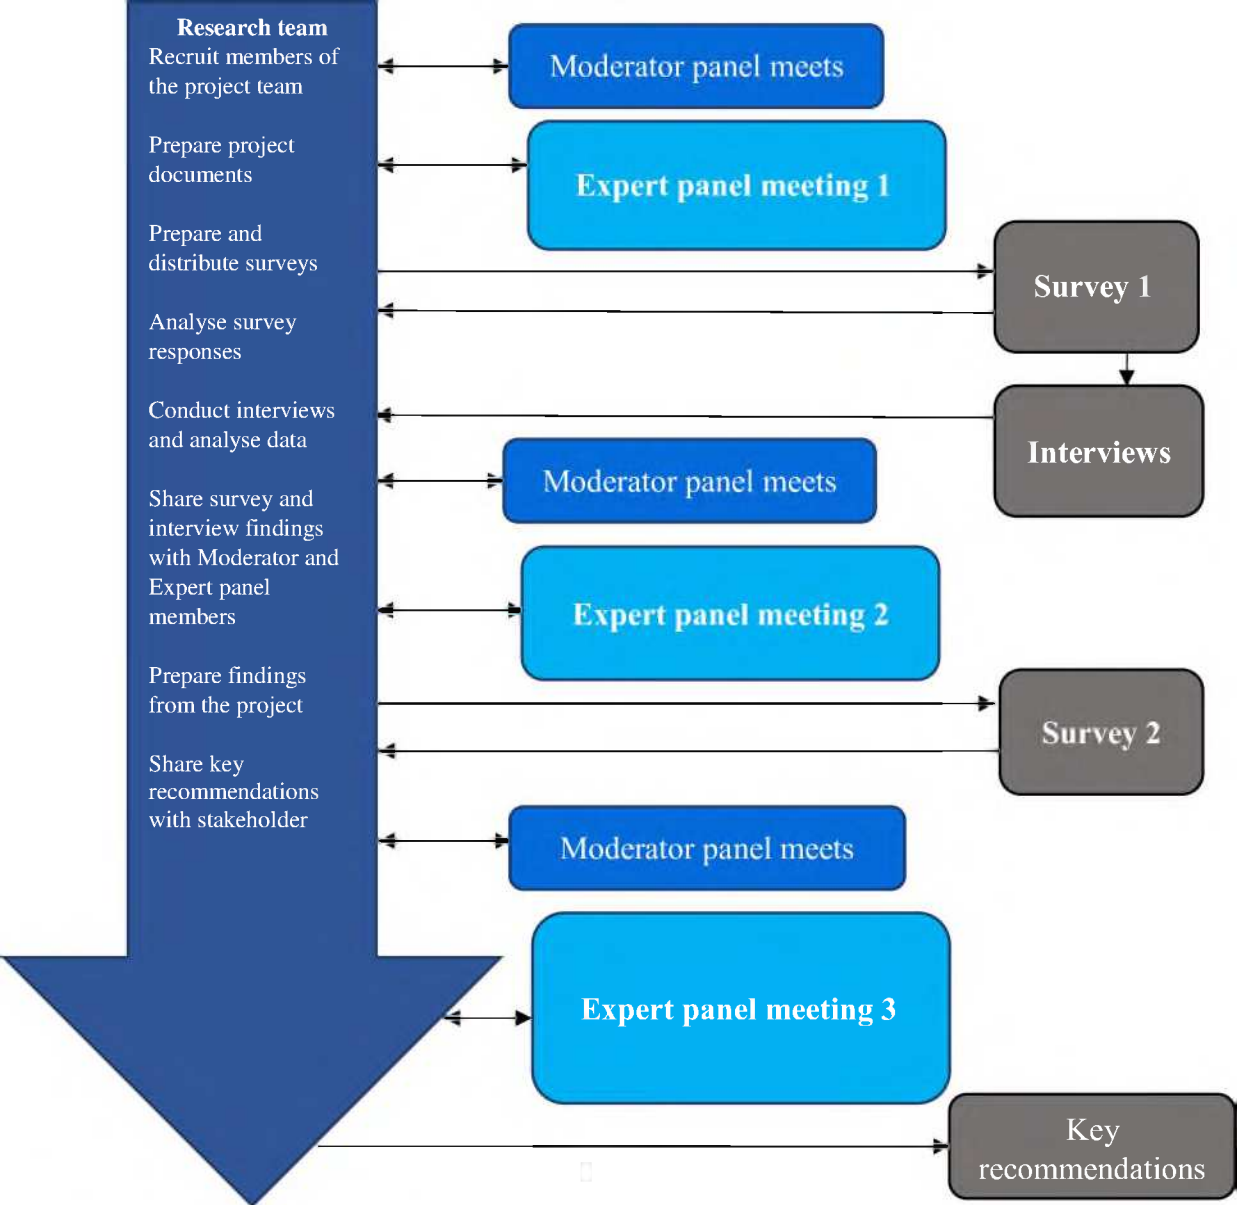 Research team
Recruit members of
the project team
Prepare project
documents
Prepare and
distribute surveys
Analyse survey
responses
Conduct interviews
and analyse data
Share survey and
interview findings
with Moderator and
Expert panel
members
Prepare findings
from the project
Share key
recommendations
with stakeholder
Moderator panel meets
Expert panel meeting 1
Survey 1
Interviews
Moderator panel meets
Expert panel meeting 2
Survey 2
Moderator panel meets
Expert panel meeting 3
Key
recommendations